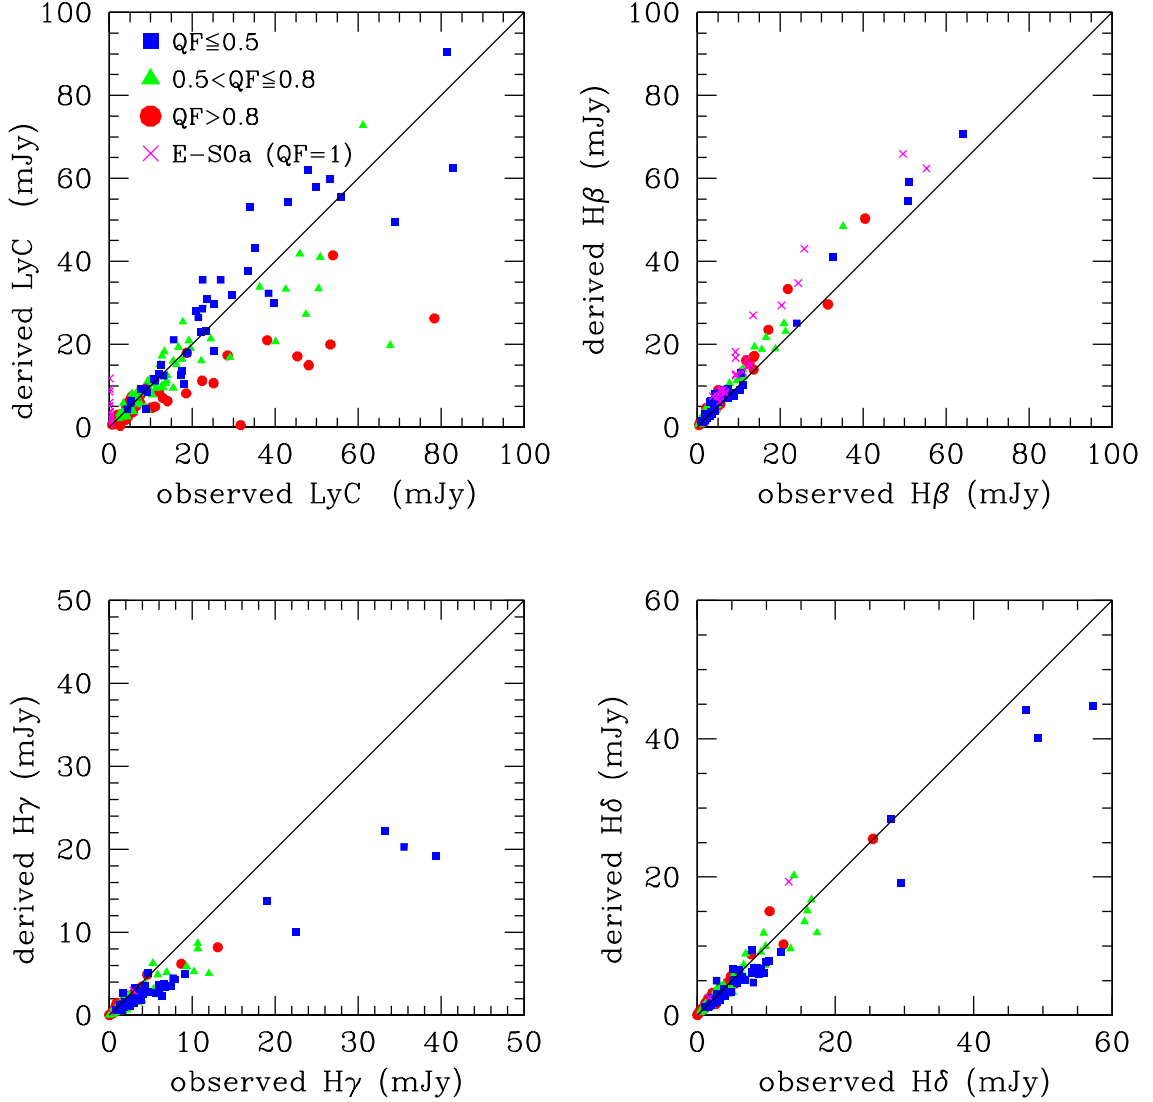 100
80
60
40
20
0
derived LyC (mJy)
QF≦0.5
0.5<QF≦0.8
QF>0.8
E-S0a (QF=1)
0 20 40 60 80 100
observed LyC (mJy)
100
80
60
40
20
0
derived Hβ (mJy)
0 20 40 60 80 100
observed Hβ (mJy)
50
40
30
20
10
0
derived Hγ (mJy)
0 10 20 30 40 50
observed Hγ (mJy)
60
40
20
0
derived Hδ (mJy)
0 20 40 60
observed Hδ (mJy)